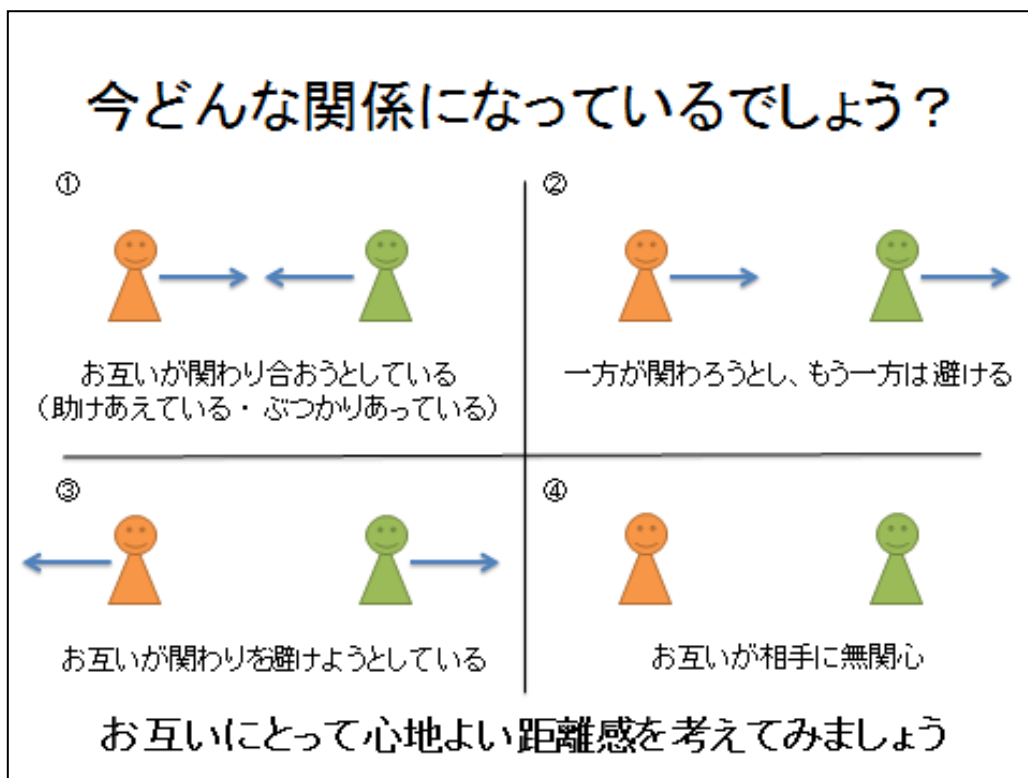 今どんな関係になっているでしょう？
①
お互いが関わり合おうとしている
（助けあえている・ぶつかりあっている）
②
一方が関わろうとし、もう一方は避ける
③
お互いが関わりを避けようとしている
④
お互いが相手に無関心
お互いにとって心地よい距離感を考えてみましょう